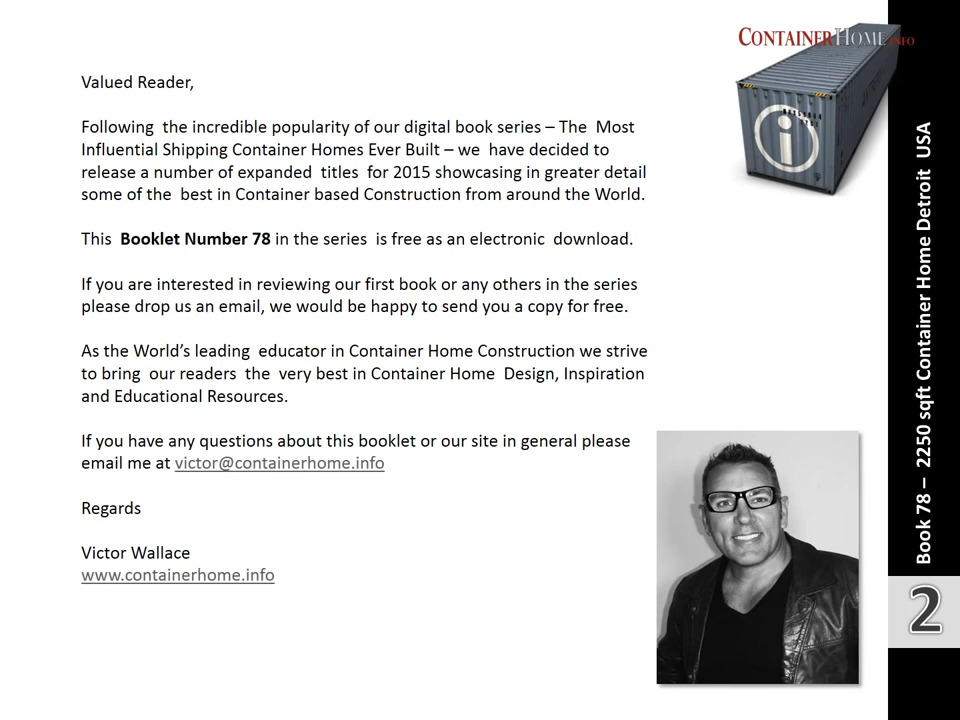 CONTAINERHOME.INFO
Valued Reader,
Following the incredible popularity of our digital book series – The Most
Influential Shipping Container Homes Ever Built – we have decided to
release a number of expanded titles for 2015 showcasing in greater detail
some of the best in Container based Construction from around the World.
This Booklet Number 78 in the series is free as an electronic download.
If you are interested in reviewing our first book or any others in the series
please drop us an email, we would be happy to send you a copy for free.
As the World’s leading educator in Container Home Construction we strive
to bring our readers the very best in Container Home Design, Inspiration
and Educational Resources.
If you have any questions about this booklet or our site in general please
email me at victor@containerhome.info
Regards
Victor Wallace
www.containerhome.info
Book 78 – 2250 sqft Container Home Detroit USA
2